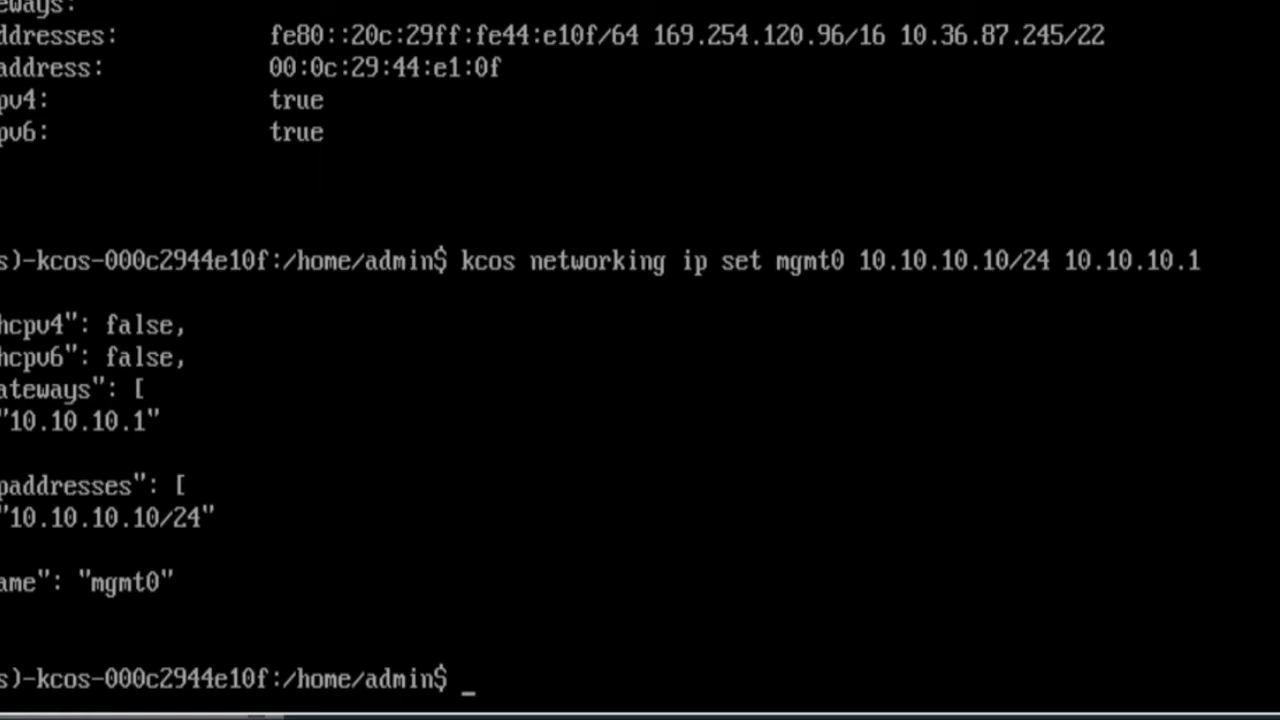 eways:
ddresses: fe80::20c:29ff:fe44:e10f/64 169.254.120.96/16 10.36.87.245/22
address: 00:0c:29:44:e1:0f
pv4: true
pv6: true
s)-kcos-000c2944e10f:/home/admin$ kcos networking ip set mgmt0 10.10.10.10/24 10.10.10.1
hcpv4": false,
hcpv6": false,
ateways": [
"10.10.10.1"
paddresses": [
"10.10.10.10/24"
ame": "mgmt0"
s)-kcos-000c2944e10f:/home/admin$ _